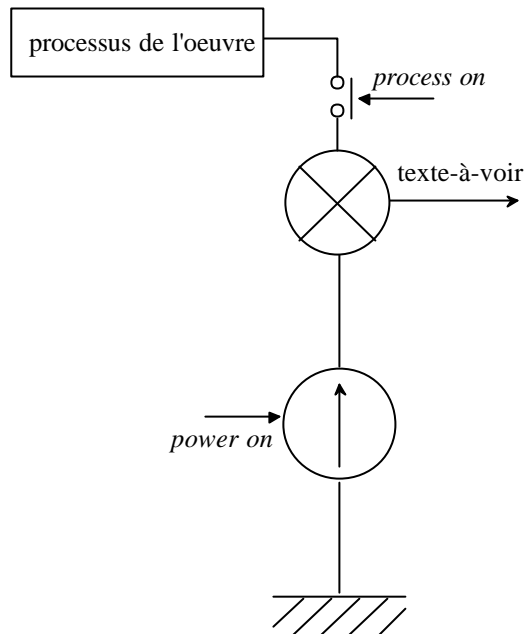 processus de l'oeuvre
process on
texte-à-voir
power on